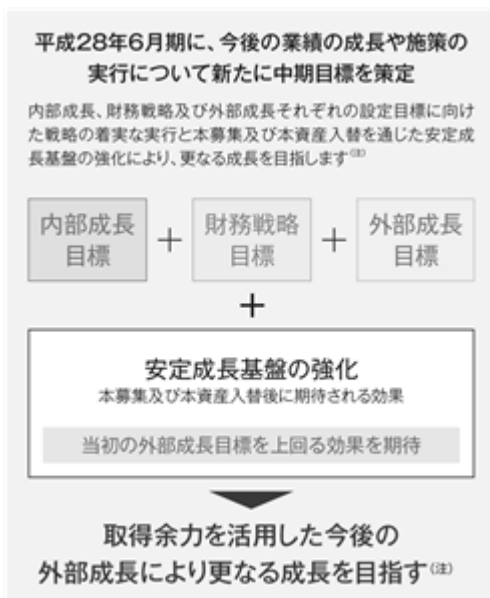 平成28年6月期に、今後の業績の成長や施策の
実行について新たに中期目標を策定
内部成長、財務戦略及び外部成長それぞれの設定目標に向け
た戦略の着実な実行と本募集及び本資産入替を通じた安定成
長基盤の強化により、更なる成長を目指します(注)
内部成長
目標
+
財務戦略
目標
+
外部成長
目標
+
安定成長基盤の強化
本募集及び本資産入替後に期待される効果
当初の外部成長目標を上回る効果を期待
取得余力を活用した今後の
外部成長により更なる成長を目指す(注)